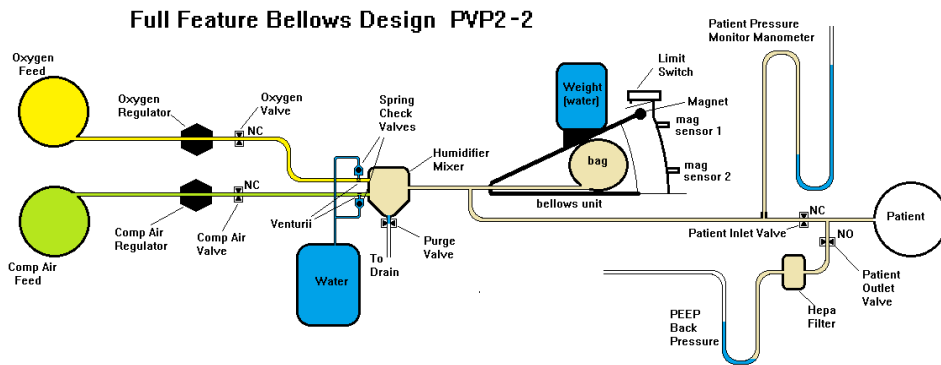 Full Feature Bellows Design PVP2-2
Oxygen
Feed
Oxygen
Regulator
Oxygen
Valve
NC
Spring
Check
Valves
Humidifier
Mixer
Weight
(water)
Limit
Switch
Magnet
mag
sensor 1
mag
sensor 2
bag
bellows unit
Patient Pressure
Monitor Manometer
Comp Air
Feed
Comp Air
Regulator
NC
Comp Air
Valve
Venturii
Water
To
Drain
Purge
Valve
NC
Patient Inlet Valve
Patient
NO
Patient
Outlet
Valve
Hepa
Filter
PEEP
Back
Pressure